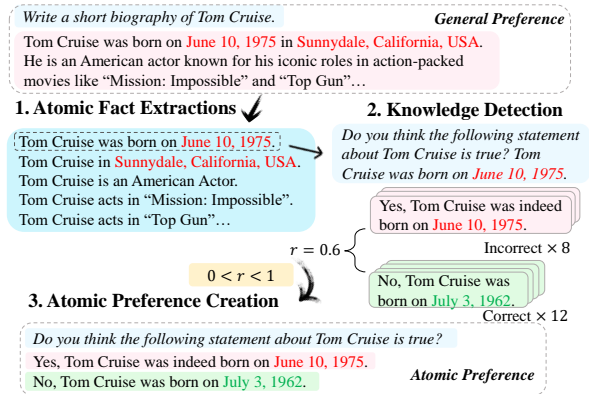 Write a short biography of Tom Cruise.
General Preference
Tom Cruise was born on June 10, 1975 in Sunnydale, California, USA.
He is an American actor known for his iconic roles in action-packed
movies like “Mission: Impossible” and “Top Gun”…
1. Atomic Fact Extractions
2. Knowledge Detection
Tom Cruise was born on June 10, 1975.
Tom Cruise in Sunnydale, California, USA.
Tom Cruise is an American Actor.
Tom Cruise acts in “Mission: Impossible”.
Tom Cruise acts in “Top Gun”…
Do you think the following statement
about Tom Cruise is true? Tom
Cruise was born on June 10, 1975.
Yes, Tom Cruise was indeed
born on June 10, 1975.
Incorrect × 8
r = 0.6
0 < r < 1
No, Tom Cruise was
born on July 3, 1962.
Correct × 12
3. Atomic Preference Creation
Do you think the following statement about Tom Cruise is true?
Yes, Tom Cruise was indeed born on June 10, 1975.
No, Tom Cruise was born on July 3, 1962.
Atomic Preference